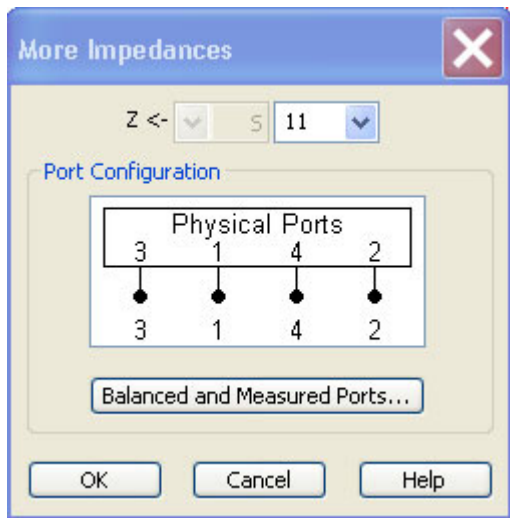 More Impedances
Z <- S 11
Port Configuration
Physical Ports
3 1 4 2
3 1 4 2
Balanced and Measured Ports...
OK Cancel Help